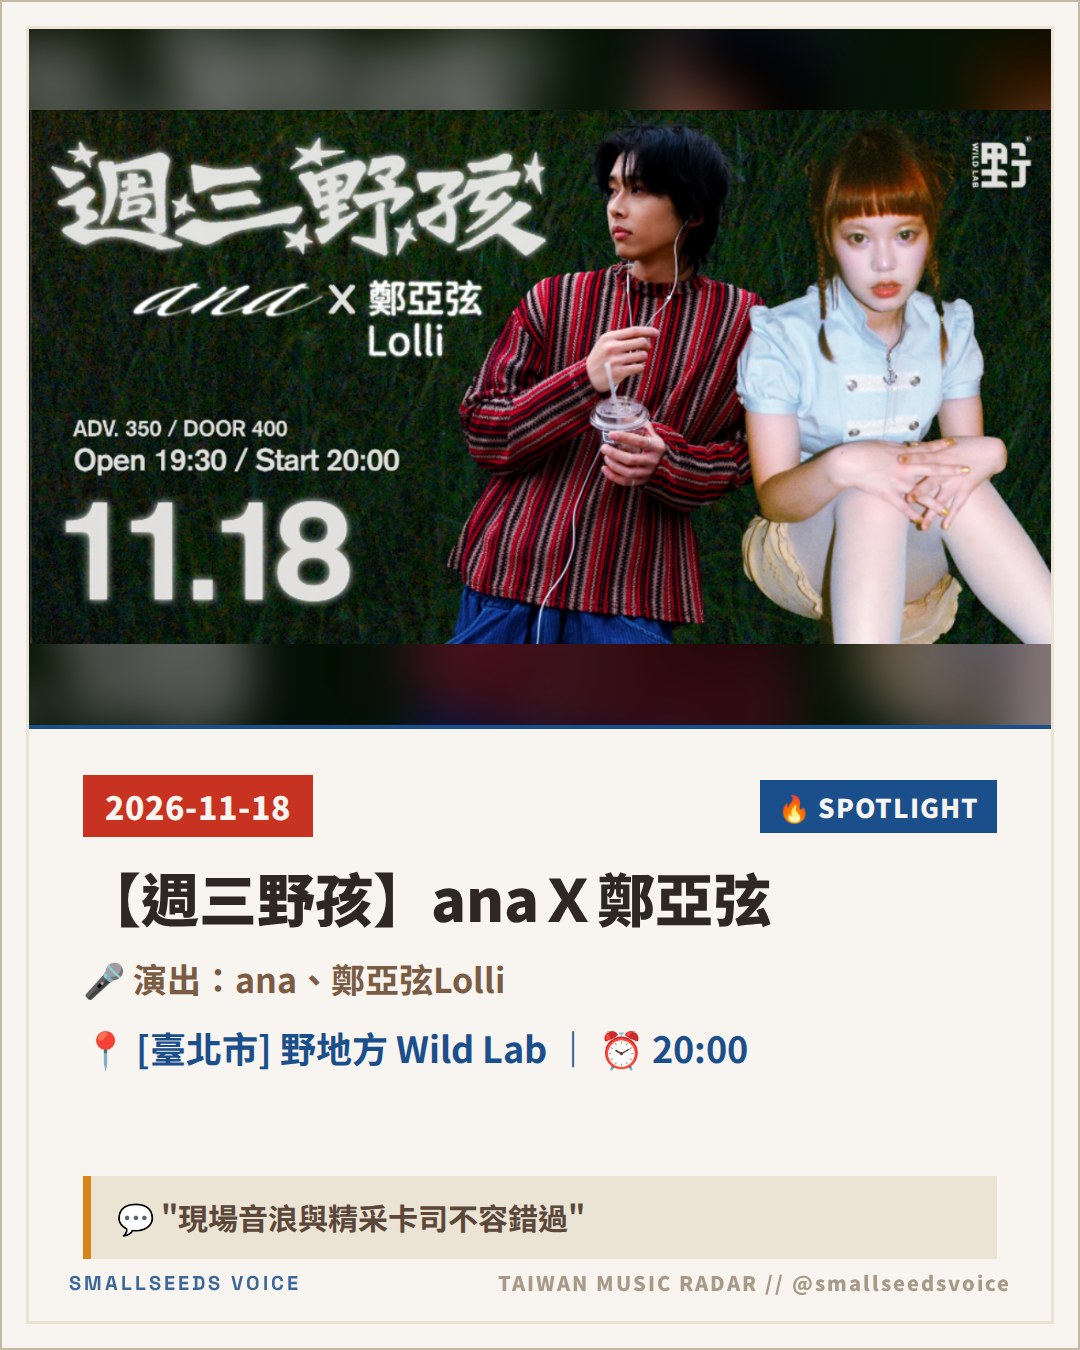 週三野孩
ana X 鄭亞弦
Lolli
ADV. 350 / DOOR 400
Open 19:30 / Start 20:00
11.18
WILD LAB
野
2026-11-18
🔥 SPOTLIGHT
【週三野孩】ana X 鄭亞弦
🎤 演出：ana、鄭亞弦Lolli
📍 [臺北市] 野地方 Wild Lab ｜ ⏰ 20:00
💬 "現場音浪與精采卡司不容錯過"
SMALLSEEDS VOICE
TAIWAN MUSIC RADAR // @smallseedsvoice